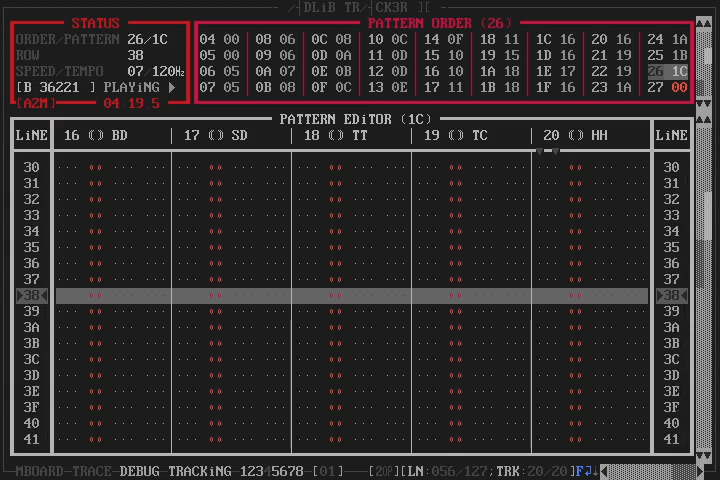 DLiB TR CK3R ][
STATUS
ORDER/PATTERN 26/1C
ROW 38
SPEED/TEMPO 07/120Hz
[B 36221 ] PLAYiNG
[AZM] 04:19.5
PATTERN ORDER (26)
04 00 08 06 0C 08 10 0C 14 0F 18 11 1C 16 20 16 24 1A
05 00 09 06 0D 0A 11 0D 15 10 19 15 1D 16 21 19 25 1B
06 05 0A 07 0E 0B 12 0D 16 10 1A 18 1E 17 22 19 26 1C
07 05 0B 08 0F 0C 13 0E 17 11 1B 18 1F 16 23 1A 27 00
PATTERN EDiTOR (1C)
LiNE 16 () BD 17 () SD 18 () TT 19 () TC 20 () HH LiNE
30 30
31 31
32 32
33 33
34 34
35 35
36 36
37 37
38 38
39 39
3A 3A
3B 3B
3C 3C
3D 3D
3E 3E
3F 3F
40 40
41 41
MBOARD-TRACE-DEBUG TRACKiNG 12345678 [01] [20P][LN:056/127;TRK:20/20]